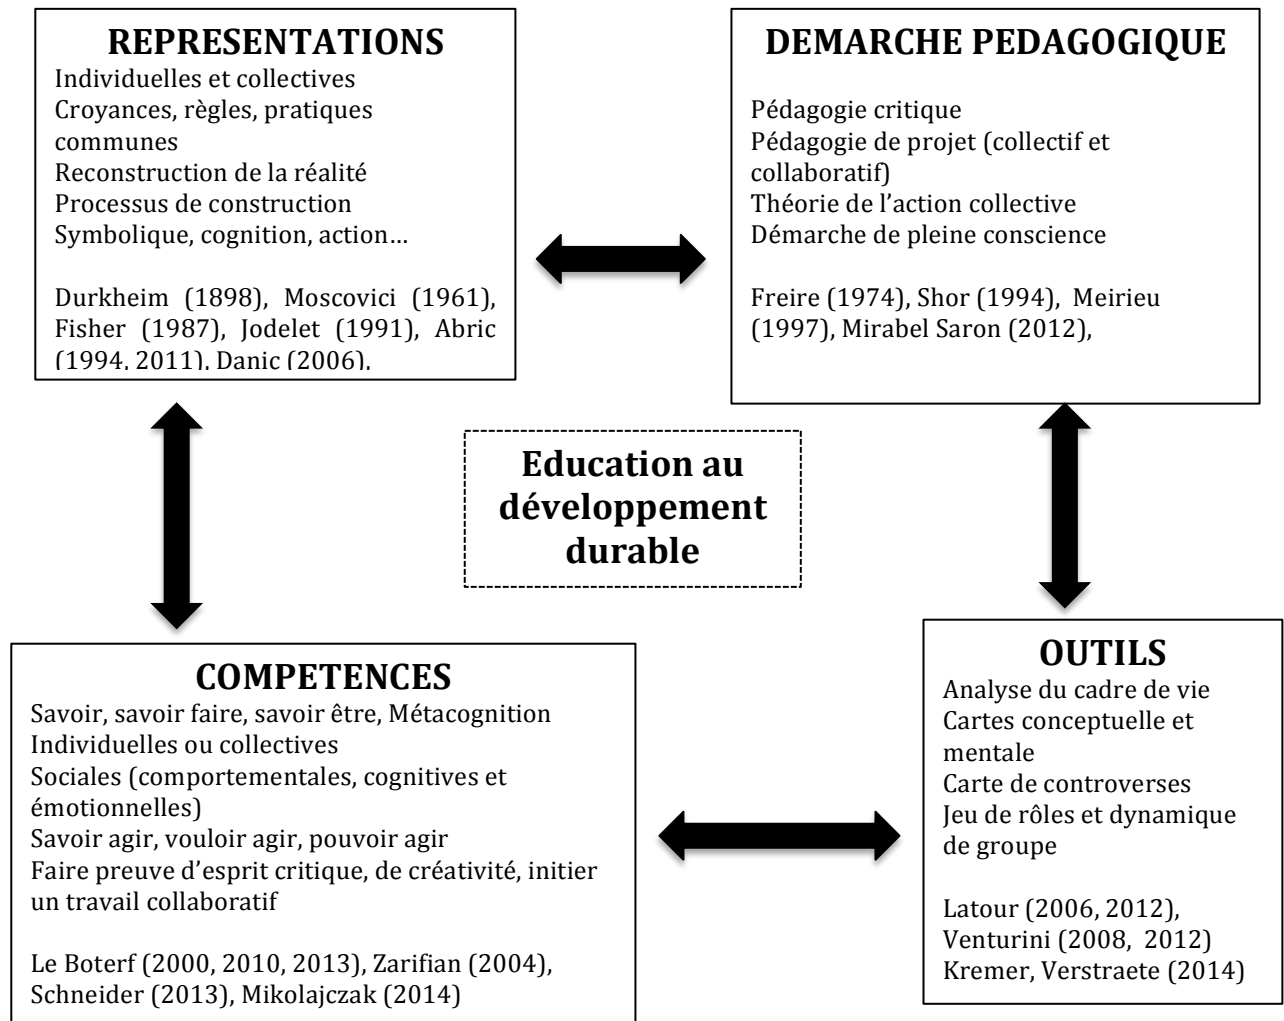 REPRESENTATIONS
Individuelles et collectives
Croyances, règles, pratiques
communes
Reconstruction de la réalité
Processus de construction
Symbolique, cognition, action…
Durkheim (1898), Moscovici (1961),
Fisher (1987), Jodelet (1991), Abric
(1994, 2011), Danic (2006),
DEMARCHE PEDAGOGIQUE
Pédagogie critique
Pédagogie de projet (collectif et
collaboratif)
Théorie de l’action collective
Démarche de pleine conscience
Freire (1974), Shor (1994), Meirieu
(1997), Mirabel Saron (2012),
Education au
développement
durable
COMPETENCES
Savoir, savoir faire, savoir être, Métacognition
Individuelles ou collectives
Sociales (comportementales, cognitives et
émotionnelles)
Savoir agir, vouloir agir, pouvoir agir
Faire preuve d’esprit critique, de créativité, initier
un travail collaboratif
Le Boterf (2000, 2010, 2013), Zarifian (2004),
Schneider (2013), Mikolajczak (2014)
OUTILS
Analyse du cadre de vie
Cartes conceptuelle et
mentale
Carte de controverses
Jeu de rôles et dynamique
de groupe
Latour (2006, 2012),
Venturini (2008, 2012)
Kremer, Verstraete (2014)